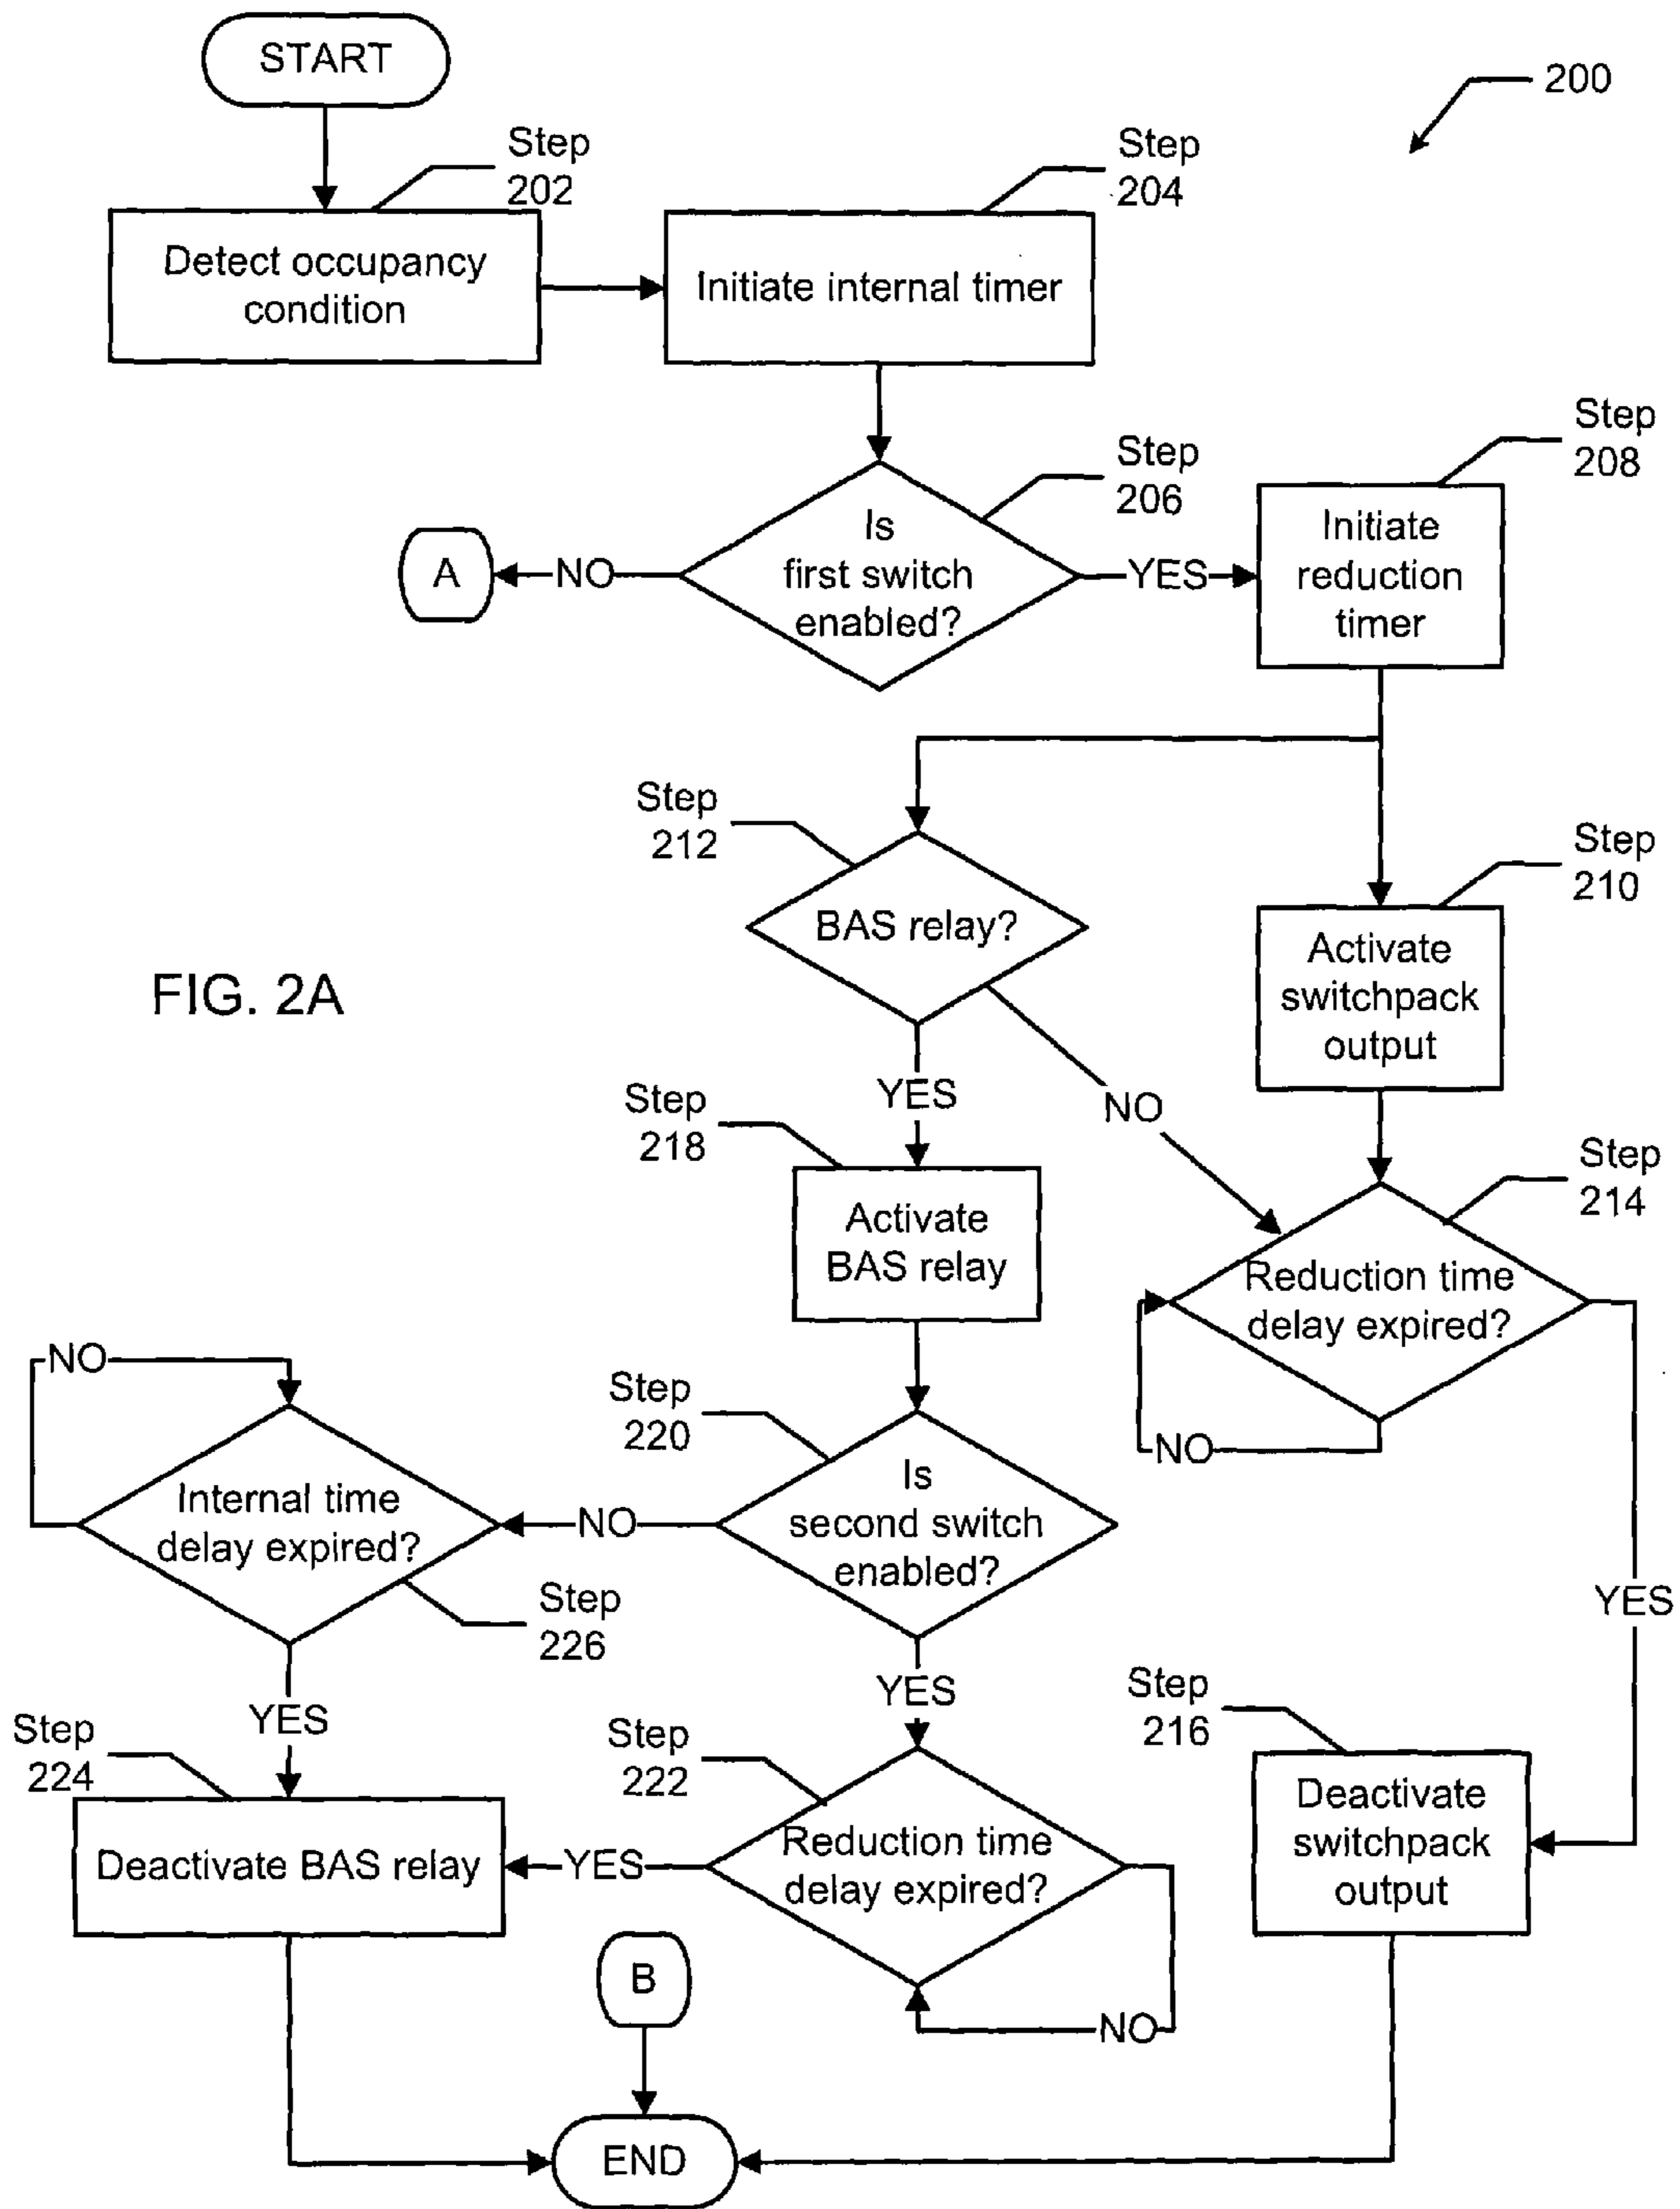 START
200
Step
202
Step
204
Detect occupancy
condition
Initiate internal timer
Step
206
Step
208
Is
first switch
enabled?
A
NO
YES
Initiate
reduction
timer
Step
212
Step
210
BAS relay?
Activate
switchpack
output
FIG. 2A
YES
NO
Step
218
Step
214
Activate
BAS relay
Reduction time
delay expired?
NO
NO
Step
220
Is
second switch
enabled?
Internal time
delay expired?
NO
Step
226
YES
YES
YES
Step
224
Step
222
Step
216
Deactivate BAS relay
YES
Reduction time
delay expired?
Deactivate
switchpack
output
B
NO
END